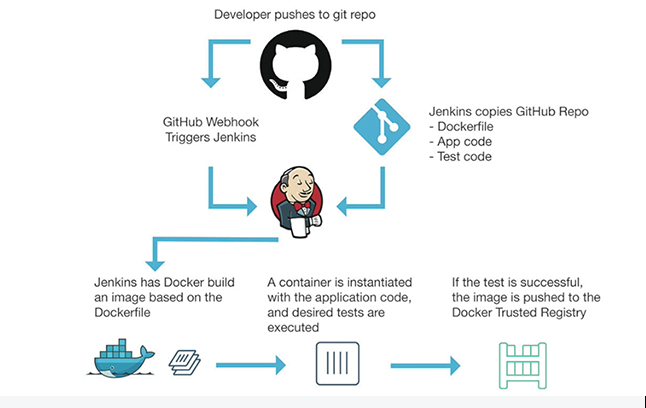 Developer pushes to git repo
GitHub Webhook
Triggers Jenkins
Jenkins copies GitHub Repo
- Dockerfile
- App code
- Test code
Jenkins has Docker build
an image based on the
Dockerfile
A container is instantiated
with the application code,
and desired tests are
executed
If the test is successful,
the image is pushed to the
Docker Trusted Registry